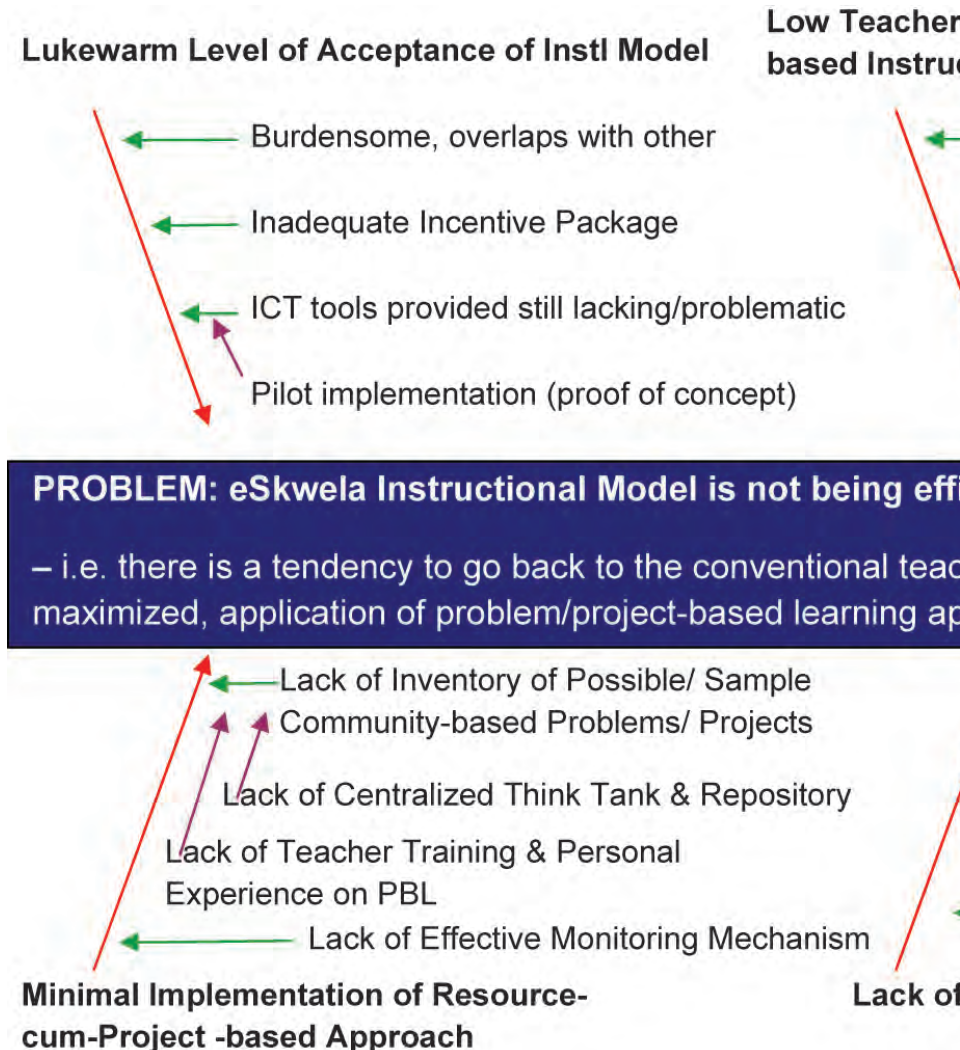 Lukewarm Level of Acceptance of Instl Model
Low Teacher
based
Burdensome, overlaps with other
Inadequate Incentive Package
ICT tools provided still lacking/problematic
Pilot implementation (proof of concept)
PROBLEM: eSkwela Instructional Model is not being
– i.e. there is a tendency to go back to the conventional
maximized, application of problem/project-based learning
Lack of Inventory of Possible/ Sample
Community-based Problems/ Projects
Lack of Centralized Think Tank & Repository
Lack of Teacher Training & Personal
Experience on PBL
Lack of Effective Monitoring Mechanism
Minimal Implementation of Resource-
cum-Project -based Approach
Lack of